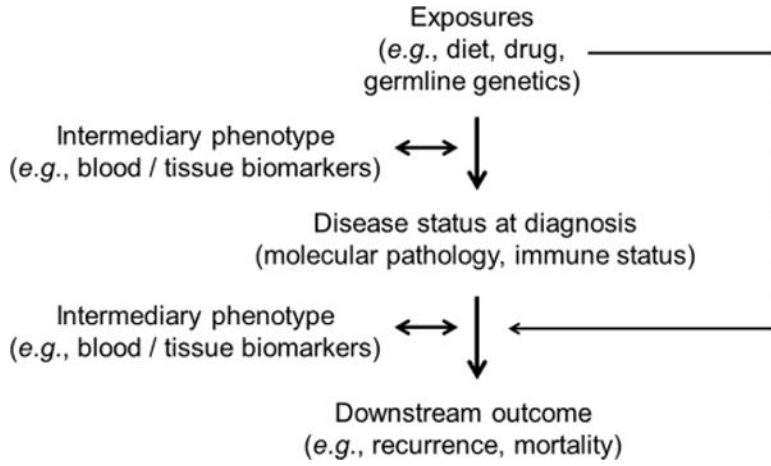 Exposures
(e.g., diet, drug,
germline genetics)
Intermediary phenotype
(e.g., blood / tissue biomarkers)
Disease status at diagnosis
(molecular pathology, immune status)
Intermediary phenotype
(e.g., blood / tissue biomarkers)
Downstream outcome
(e.g., recurrence, mortality)